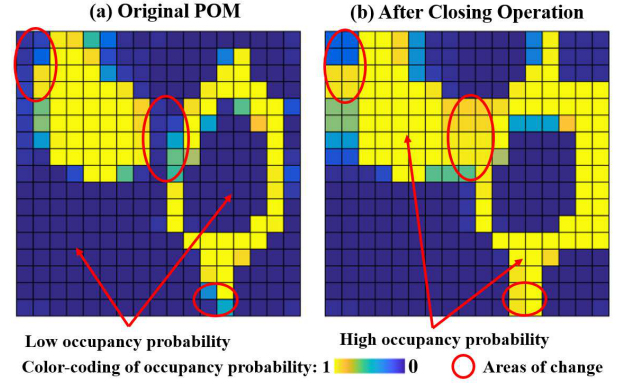 (a) Original POM
(b) After Closing Operation
Low occupancy probability
High occupancy probability
Color-coding of occupancy probability: 1 0
Areas of change